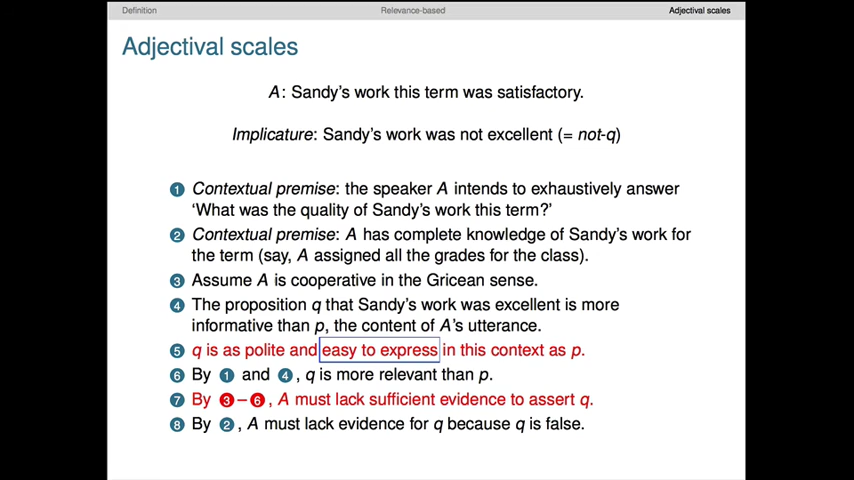 Definition Relevance-based Adjectival scales
Adjectival scales
A: Sandy's work this term was satisfactory.
Implicature: Sandy's work was not excellent (= not-q)
1 Contextual premise: the speaker A intends to exhaustively answer
'What was the quality of Sandy's work this term?'
2 Contextual premise: A has complete knowledge of Sandy's work for
the term (say, A assigned all the grades for the class).
3 Assume A is cooperative in the Gricean sense.
4 The proposition q that Sandy's work was excellent is more
informative than p, the content of A's utterance.
5 q is as polite and easy to express in this context as p.
6 By 1 and 4, q is more relevant than p.
7 By 3 – 6, A must lack sufficient evidence to assert q.
8 By 2, A must lack evidence for q because q is false.